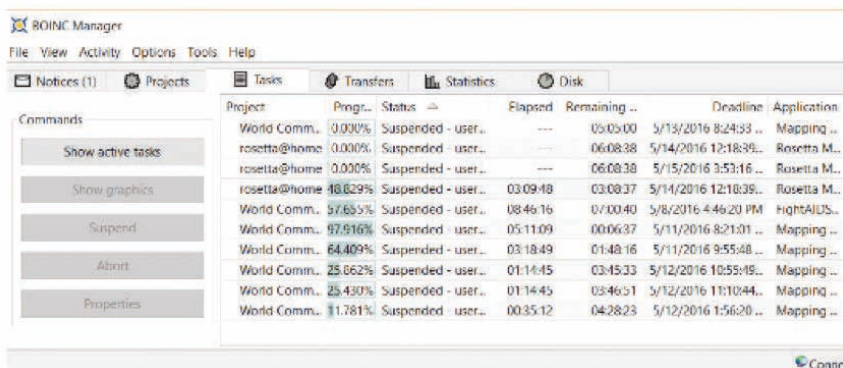 BOINC Manager
File View Activity Options Tools Help
Notices (1) Projects Tasks Transfers Statistics Disk
Commands
Show active tasks
Show graphics
Suspend
Abort
Properties
Project Progr... Status Elapsed Remaining ... Deadline Application
World Comm... 0.000% Suspended - user... --- 05:05:00 5/13/2016 8:24:33 ... Mapping ...
rosetta@home 0.000% Suspended - user... --- 06:08:38 5/14/2016 12:18:39... Rosetta M...
rosetta@home 0.000% Suspended - user... --- 06:08:38 5/15/2016 3:53:16 ... Rosetta M...
rosetta@home 48.829% Suspended - user... 03:09:48 03:08:37 5/14/2016 12:18:39... Rosetta M...
World Comm... 57.655% Suspended - user... 08:46:16 07:00:40 5/8/2016 4:46:20 PM FightAIDS...
World Comm... 97.916% Suspended - user... 05:11:09 00:06:37 5/11/2016 8:21:01 ... Mapping ...
World Comm... 64.409% Suspended - user... 03:18:49 01:48:16 5/11/2016 9:55:48 ... Mapping ...
World Comm... 25.862% Suspended - user... 01:14:45 03:45:33 5/12/2016 10:55:49... Mapping ...
World Comm... 25.430% Suspended - user... 01:14:45 03:46:51 5/12/2016 11:10:44... Mapping ...
World Comm... 11.781% Suspended - user... 00:35:12 04:28:23 5/12/2016 1:56:20 ... Mapping ...
Connc